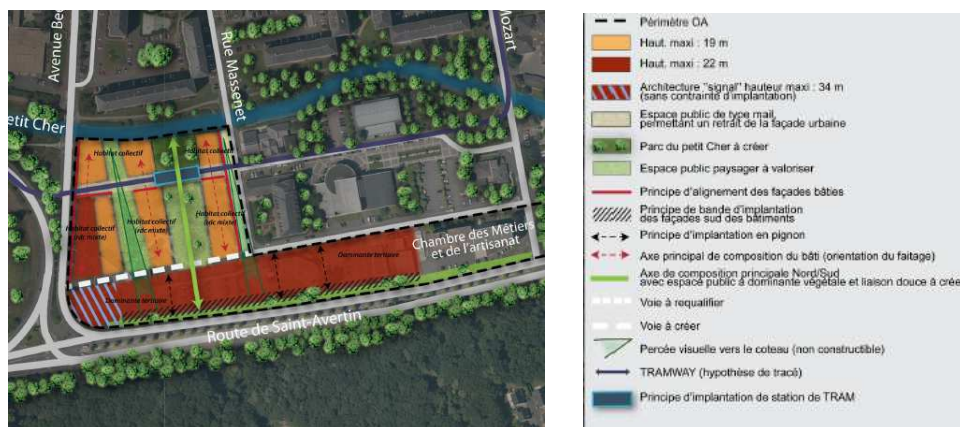 Avenue Bee
Rue Massenet
Mozart
etit Cher
Habitat collectif
Habitat collectif
Habitat collectif
(rdc mixte)
Habitat collectif
(rdc mixte)
Habitat collectif
(rdc mixte)
Chambre des Métiers
et de l'artisanat
Dominante tertiaire
Dominante tertiaire
Route de Saint-Avertin
Périmètre OA
Haut. maxi : 19 m
Haut. maxi : 22 m
Architecture "signal" hauteur maxi : 34 m
(sans contrainte d'implantation)
Espace public de type mail
permettant un retrait de la façade urbaine
Parc du petit Cher à créer
Espace public paysager à valoriser
Principe d'alignement des façades bâties
Principe de bande d'implantation
des façades sud des bâtiments
Principe d'implantation en pignon
Axe principal de composition du bâti (orientation du faitage)
Axe de composition principale Nord/Sud
avec espace public à dominante végétale et liaison douce à crée
Voie à requalifier
Voie à créer
Percée visuelle vers le coteau (non constructible)
TRAMWAY (hypothèse de tracé)
Principe d'implantation de station de TRAM